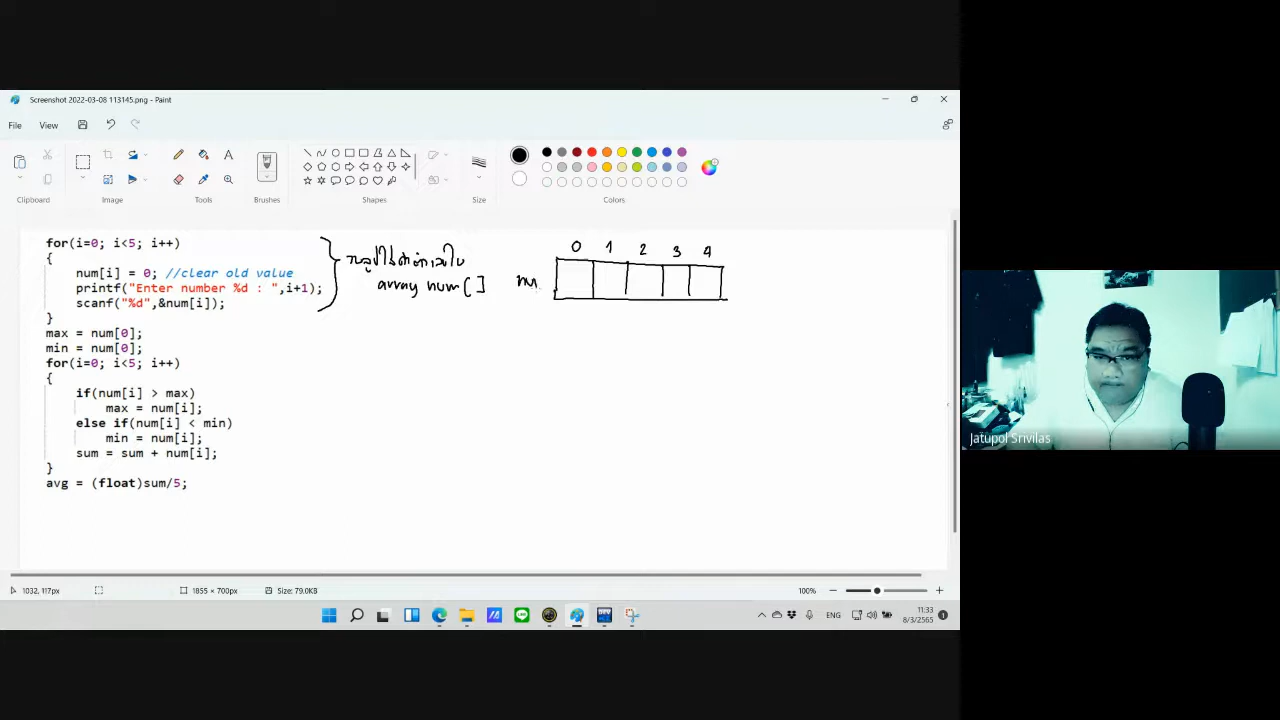 Screenshot 2022-03-08 113145.png - Paint
File View
Clipboard Image Tools Brushes Shapes Size Colors
for(i=0; i<5; i++)
{
num[i] = 0; //clear old value
printf("Enter number %d : ",i+1);
scanf("%d",&num[i]);
}
max = num[0];
min = num[0];
for(i=0; i<5; i++)
{
if(num[i] > max)
max = num[i];
else if(num[i] < min)
min = num[i];
sum = sum + num[i];
}
avg = (float)sum/5;
array num[]
0 1 2 3 4
Jatupol Srivilas
1032, 117px
1855 × 700px
Size: 79.0KB
100%
ENG
11:33
8/3/2565
1